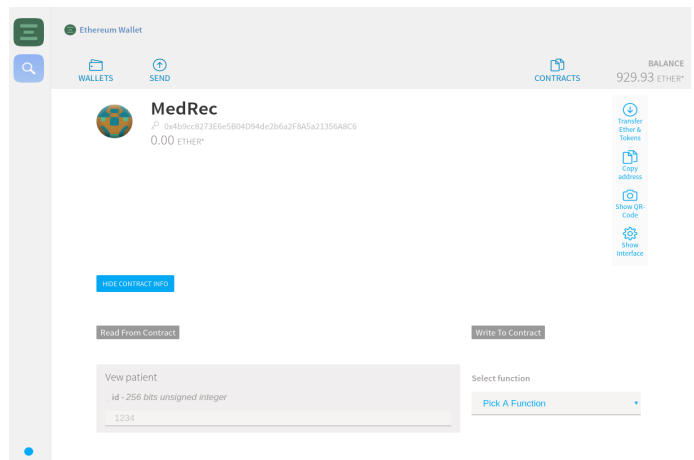 Ethereum Wallet
WALLETS
SEND
CONTRACTS
BALANCE
929.93 ETHER*
MedRec
0x4b9cc8273E6e5B04D94de2b6a2F8A5a21356A8C6
0.00 ETHER*
Transfer
Ether &
Tokens
Copy
address
Show QR-
Code
Show
Interface
HIDE CONTRACT INFO
Read From Contract
Write To Contract
Vew patient
_id - 256 bits unsigned integer
1234
Select function
Pick A Function